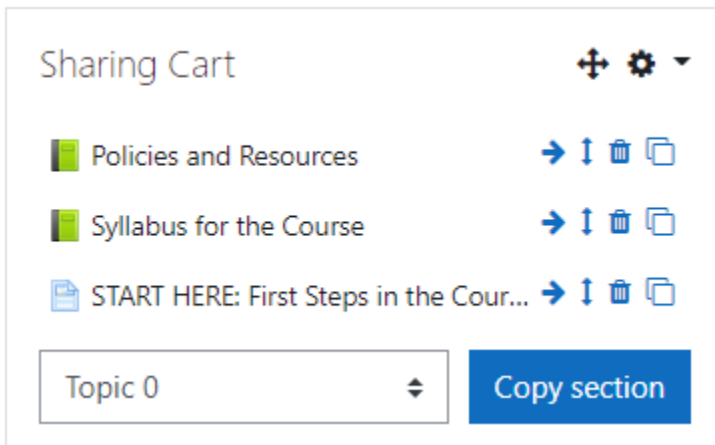 Sharing Cart
Policies and Resources
Syllabus for the Course
START HERE: First Steps in the Cour...
Topic 0
Copy section